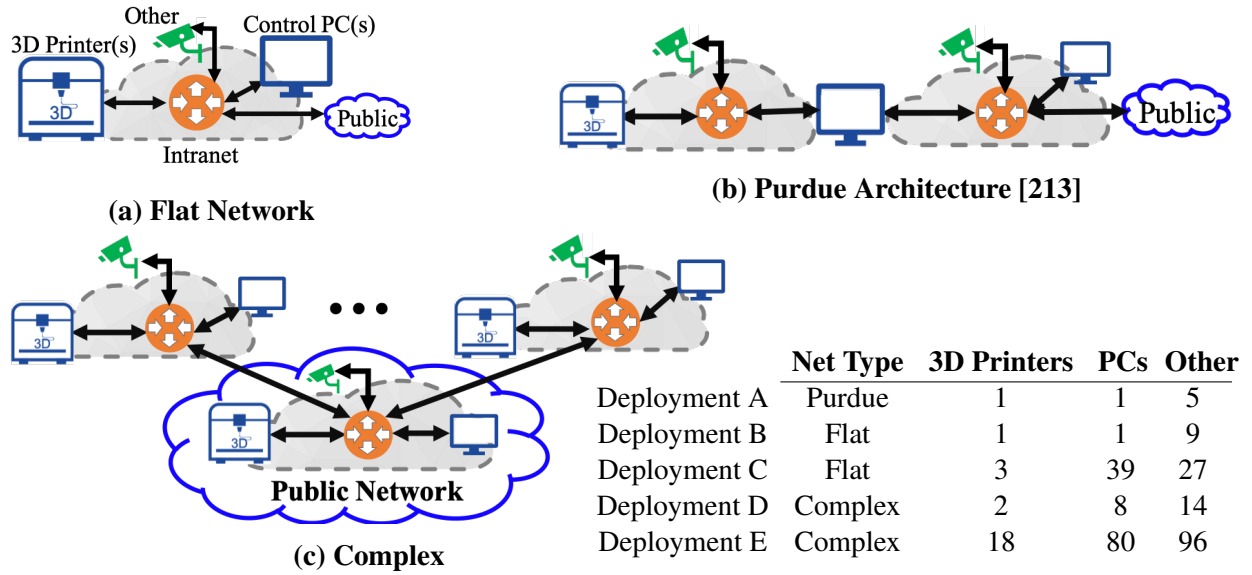 Other
Control PC(s)
3D Printer(s)
3D
Public
Intranet
(a) Flat Network
3D
Public
(b) Purdue Architecture [213]
3D
3D
3D
Public Network
(c) Complex
Net Type 3D Printers PCs Other
Deployment A Purdue 1 1 5
Deployment B Flat 1 1 9
Deployment C Flat 3 39 27
Deployment D Complex 2 8 14
Deployment E Complex 18 80 96